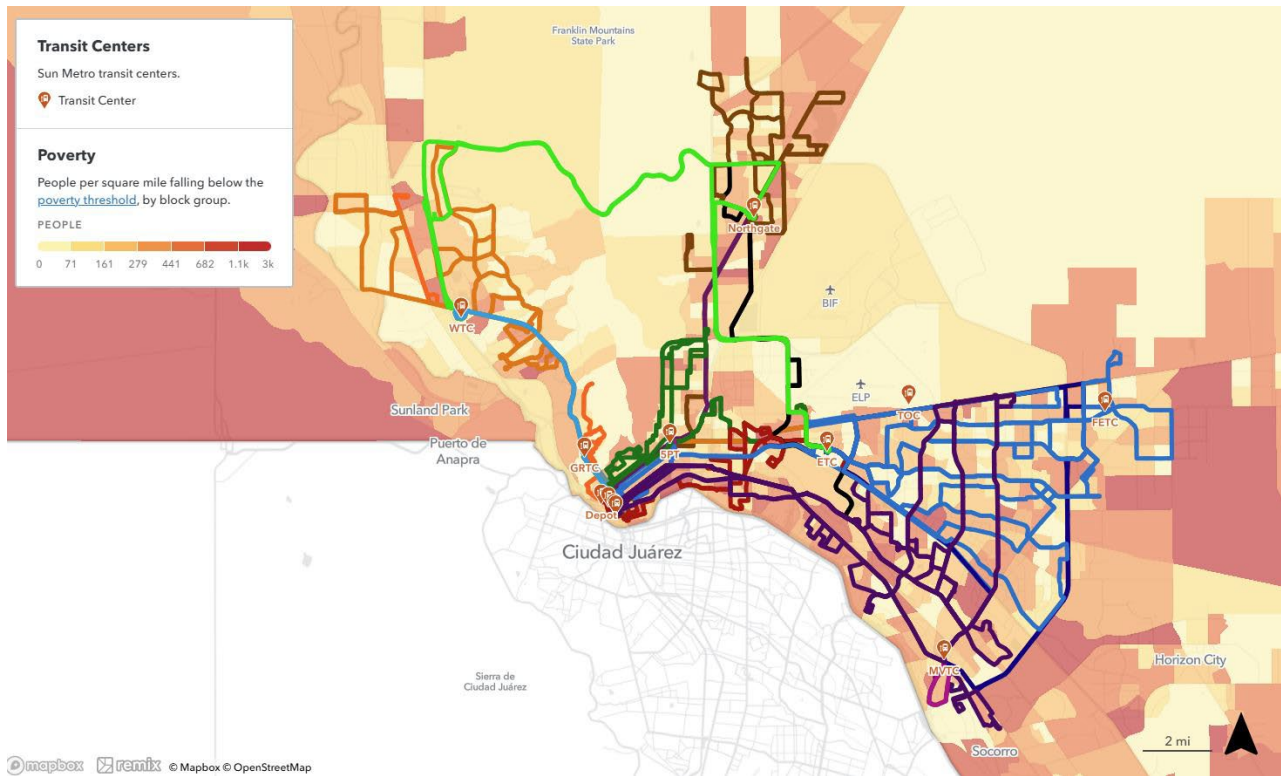 Transit Centers
Sun Metro transit centers.
Transit Center
Poverty
People per square mile falling below the
poverty threshold, by block group.
PEOPLE
0 71 161 279 441 682 1.1k 3k
Franklin Mountains
State Park
Northgate
BIF
WTC
ELP
TOC
FETC
Sunland Park
Puerto de
Anapra
GRTC
5PT
ETC
Depot
Ciudad Juárez
MVTC
Horizon City
Sierra de
Ciudad Juárez
Socorro
2 mi
mapbox remix © Mapbox © OpenStreetMap